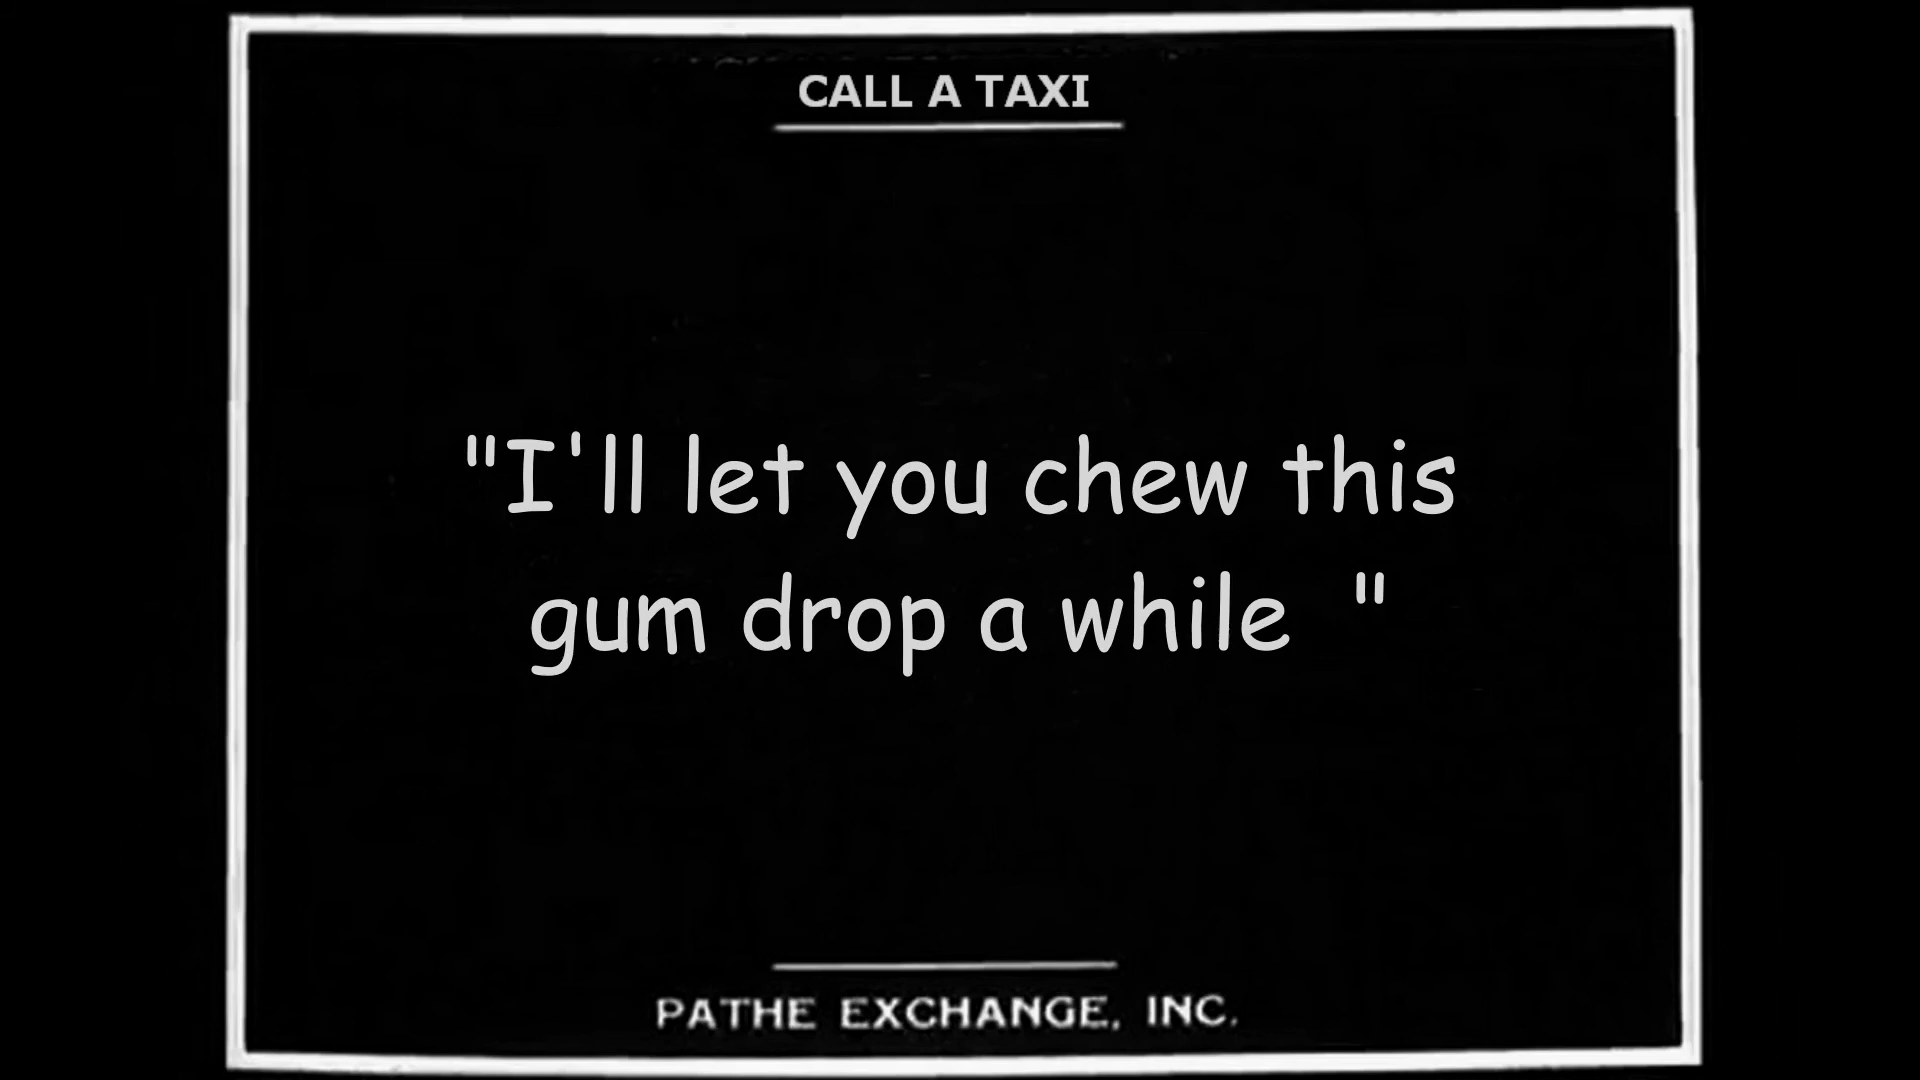 CALL A TAXI
"I'll let you chew this
gum drop a while  "
PATHE EXCHANGE, INC.